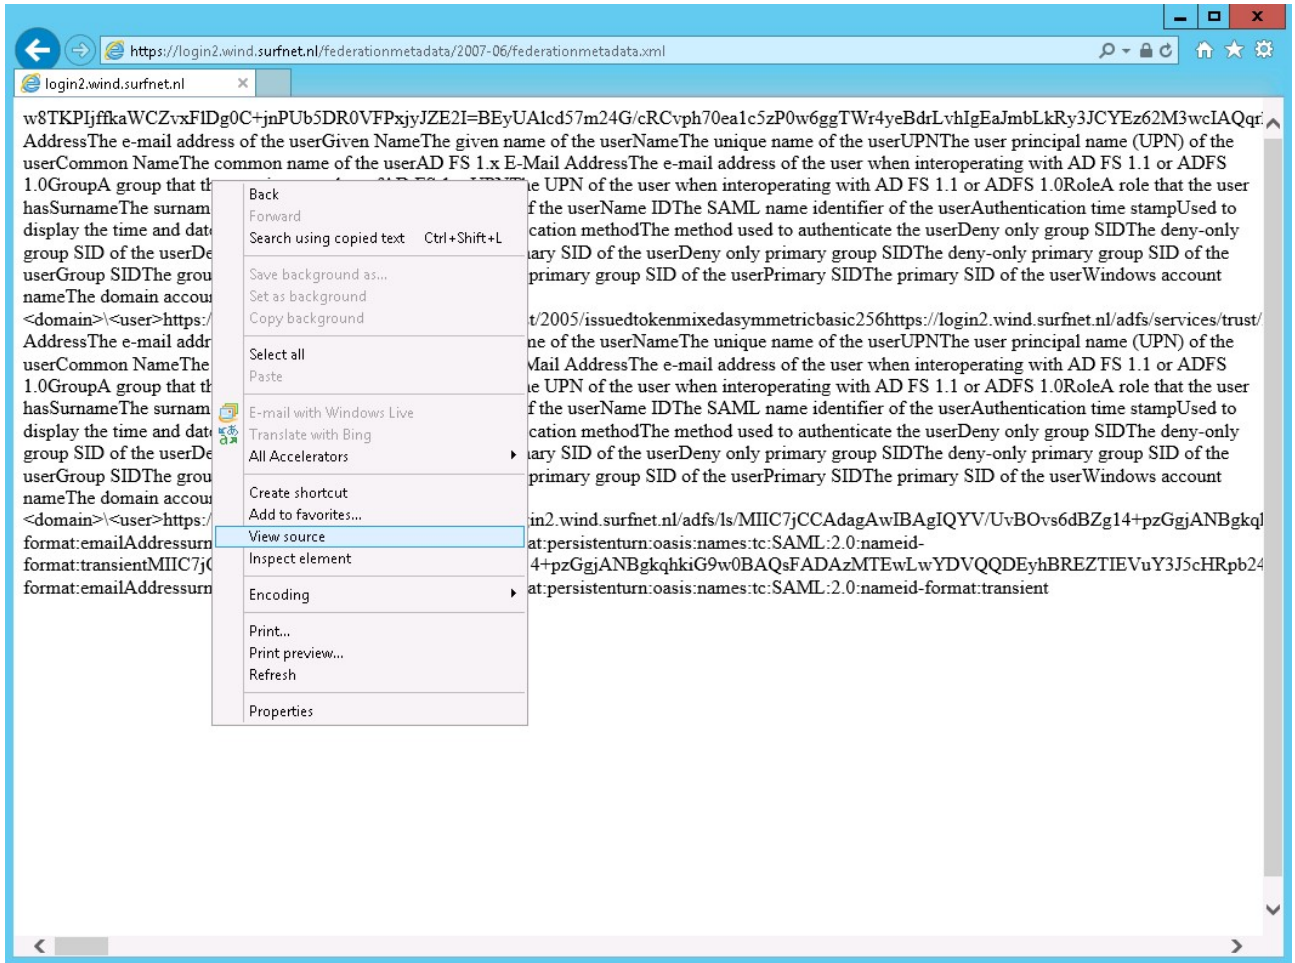 https://login2.wind.surfnet.nl/federationmetadata/2007-06/federationmetadata.xml
login2.wind.surfnet.nl
w8TKPIjffkaWCZvxFlDg0C+jnPUb5DR0VFPxjyJZE2I=BEyUAlcd57m24G/cRCvph70ea1c5zP0w6ggTWr4yeBdrLvhIgEaJmbLkRy3JCYEz62M3wcIAQqr
AddressThe e-mail address of the userGiven NameThe given name of the userNameThe unique name of the userUPNThe user principal name (UPN) of the
userCommon NameThe common name of the userAD FS 1.x E-Mail AddressThe e-mail address of the user when interoperating with AD FS 1.1 or ADFS
1.0GroupA group that th he UPN of the user when interoperating with AD FS 1.1 or ADFS 1.0RoleA role that the user
hasSurnameThe surnam f the userName IDThe SAML name identifier of the userAuthentication time stampUsed to
display the time and date cation methodThe method used to authenticate the userDeny only group SIDThe deny-only
group SID of the userDe ary SID of the userDeny only primary group SIDThe deny-only primary group SID of the
userGroup SIDThe grou primary group SID of the userPrimary SIDThe primary SID of the userWindows account
nameThe domain accou
<domain>\<user>https:/ t/2005/issuedtokenmixedasymmetricbasic256https://login2.wind.surfnet.nl/adfs/services/trust/
AddressThe e-mail addr ne of the userNameThe unique name of the userUPNThe user principal name (UPN) of the
userCommon NameThe Mail AddressThe e-mail address of the user when interoperating with AD FS 1.1 or ADFS
1.0GroupA group that th e UPN of the user when interoperating with AD FS 1.1 or ADFS 1.0RoleA role that the user
hasSurnameThe surnam f the userName IDThe SAML name identifier of the userAuthentication time stampUsed to
display the time and date cation methodThe method used to authenticate the userDeny only group SIDThe deny-only
group SID of the userDe ary SID of the userDeny only primary group SIDThe deny-only primary group SID of the
userGroup SIDThe grou primary group SID of the userPrimary SIDThe primary SID of the userWindows account
nameThe domain accou
<domain>\<user>https:/ in2.wind.surfnet.nl/adfs/ls/MIIC7jCCAdagAwIBAgIQYV/UvBOvs6dBZg14+pzGgjANBgkql
format:emailAddressurn at:persistenturn:oasis:names:tc:SAML:2.0:nameid-
format:transientMIIC7j 4+pzGgjANBgkqhkiG9w0BAQsFADAzMTEwLwYDVQQDEyhBREZTIEVuY3J5cHRpb24
format:emailAddressurn at:persistenturn:oasis:names:tc:SAML:2.0:nameid-format:transient
Back
Forward
Search using copied text Ctrl+Shift+L
Save background as...
Set as background
Copy background
Select all
Paste
E-mail with Windows Live
Translate with Bing
All Accelerators
Create shortcut
Add to favorites...
View source
Inspect element
Encoding
Print...
Print preview...
Refresh
Properties